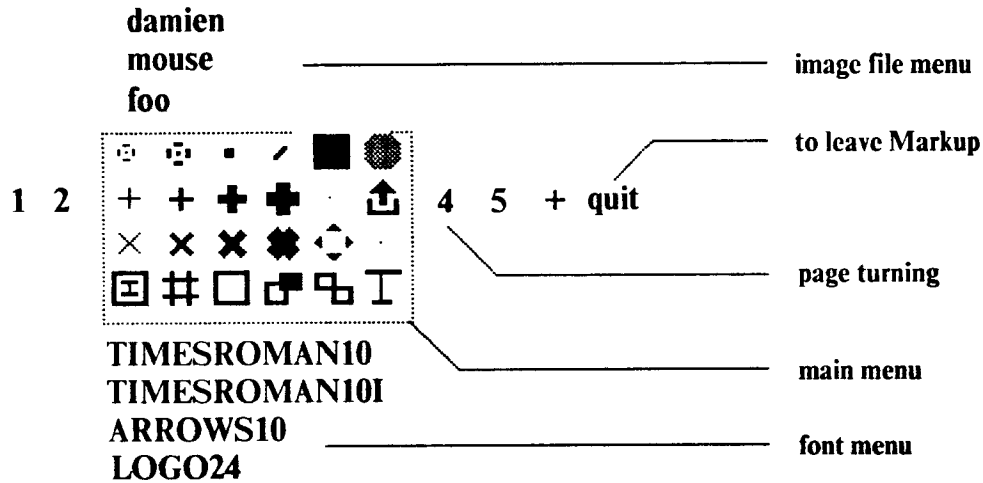 damien
mouse
foo
image file menu
to leave Markup
1 2
4 5 + quit
page turning
TIMESROMAN10
TIMESROMAN10I
ARROWS10
LOGO24
main menu
font menu